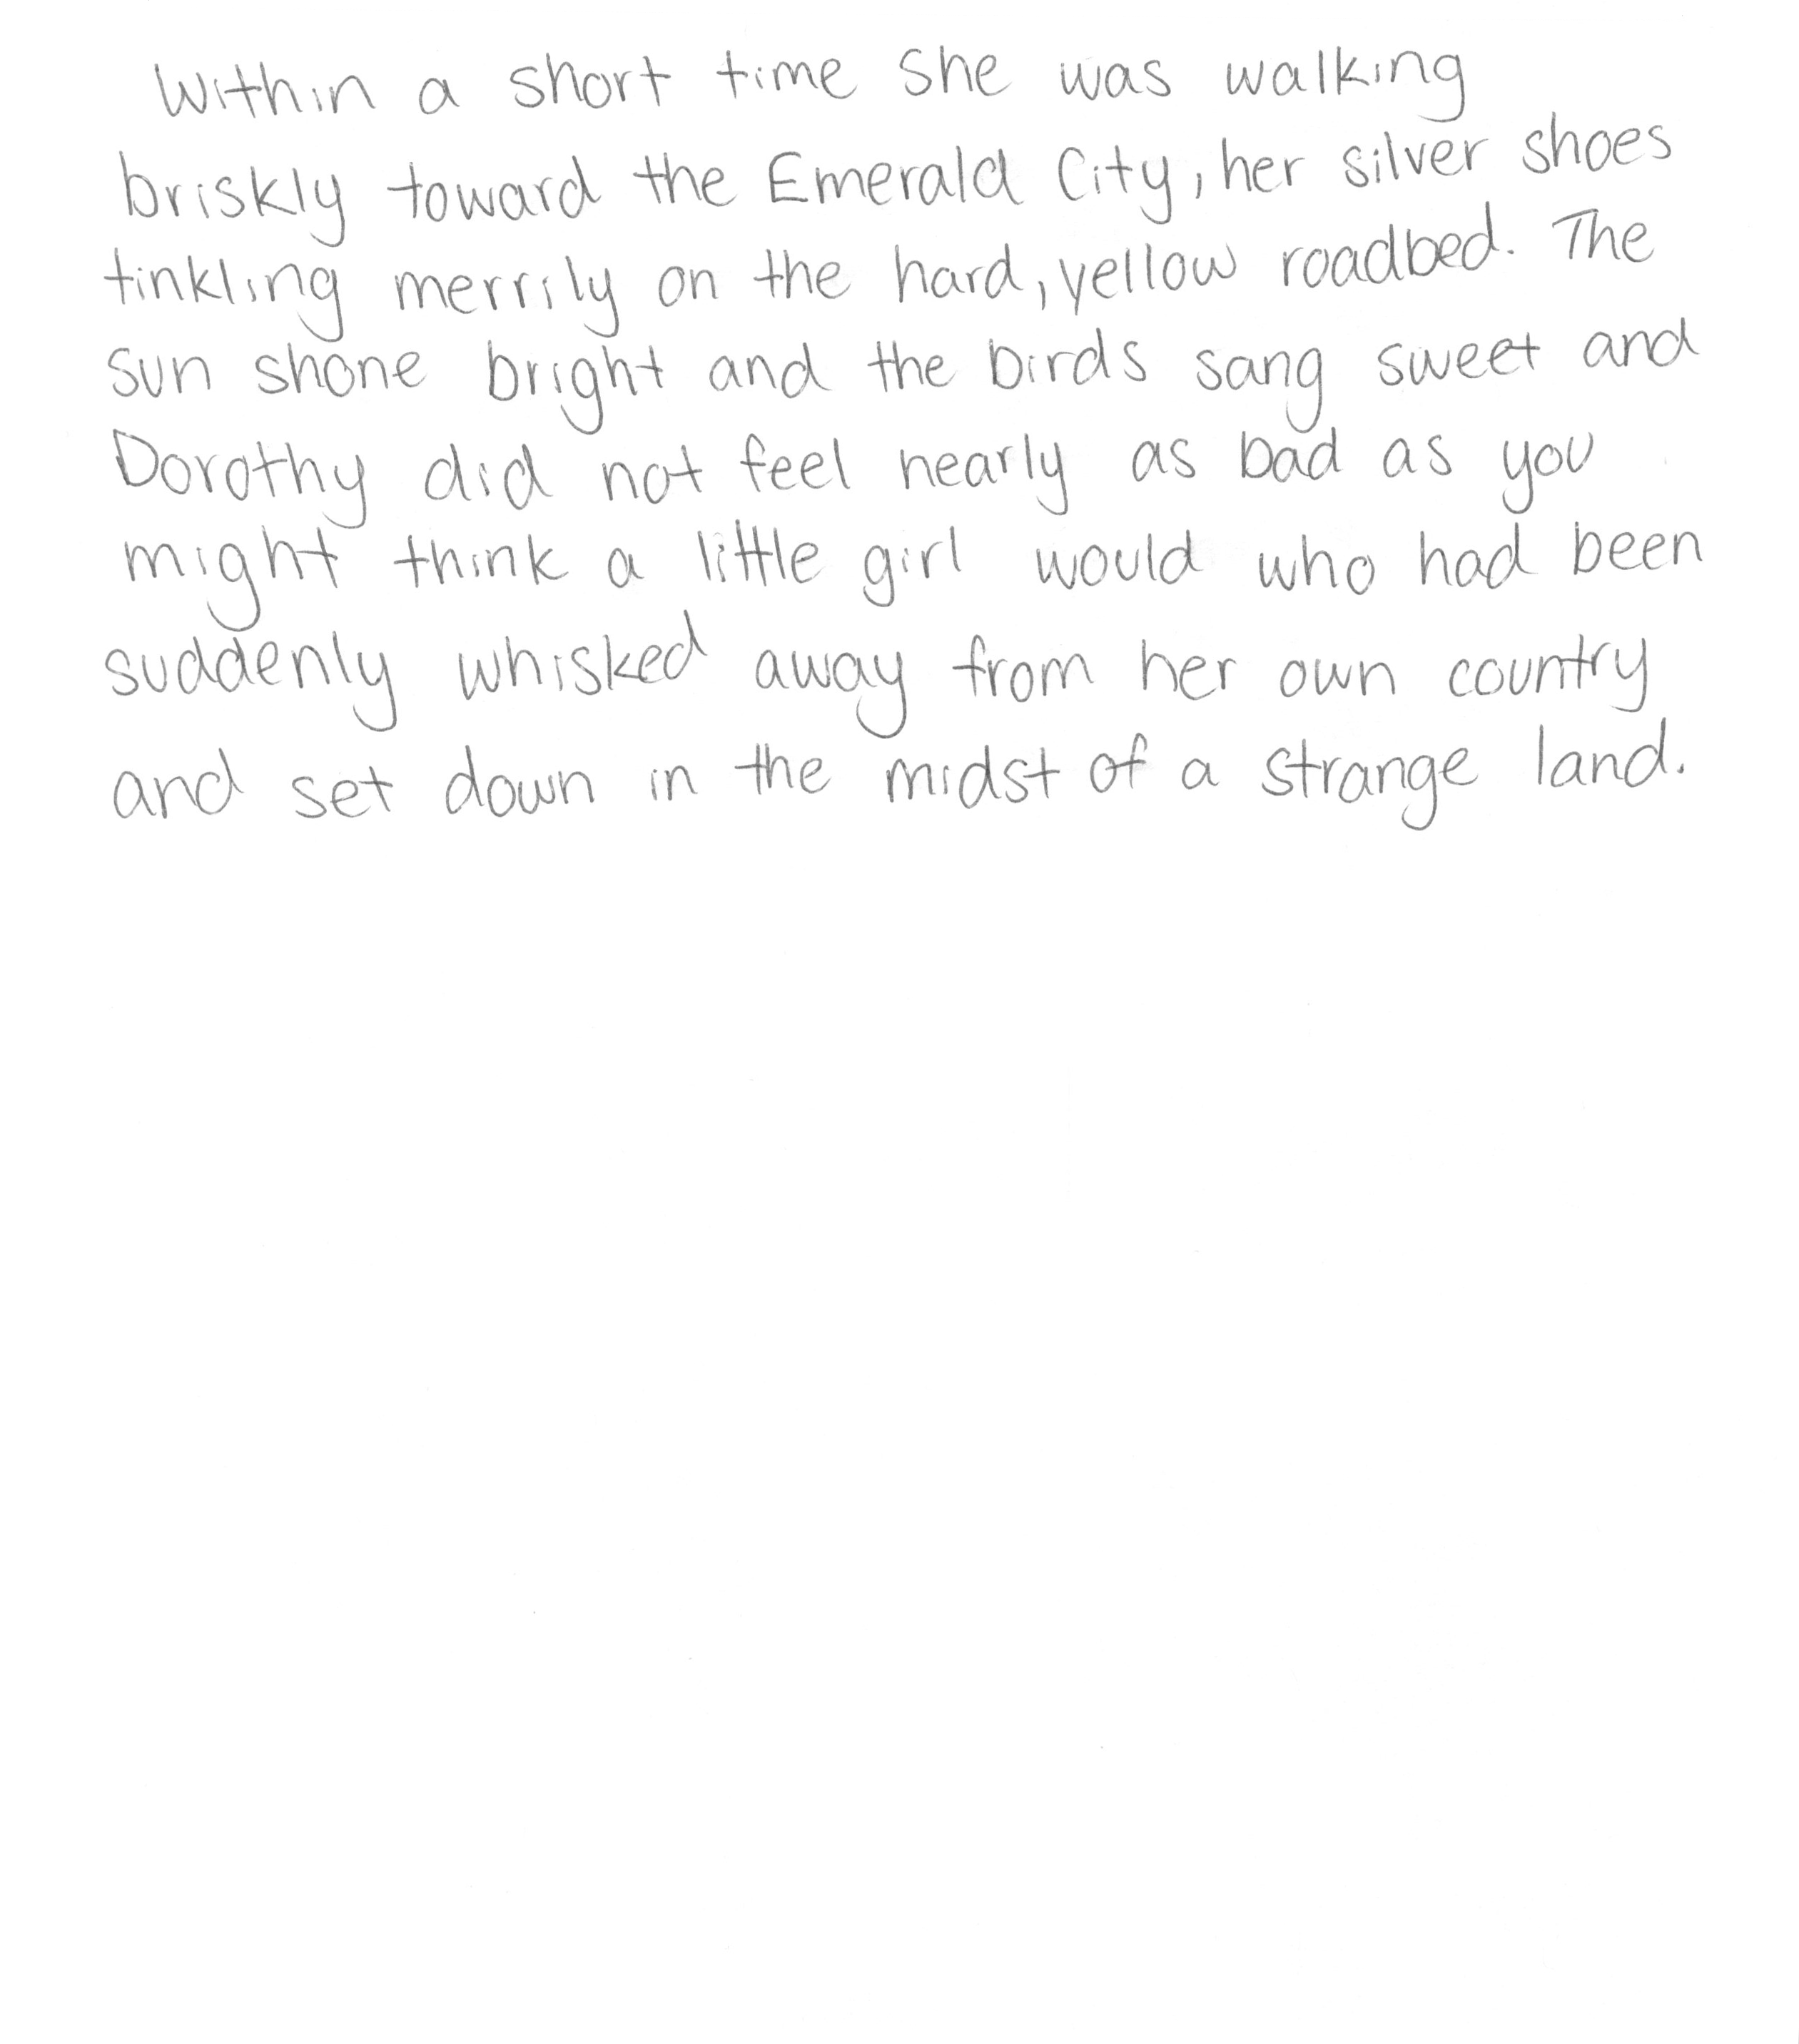 Within a short time she was walking
briskly toward the Emerald City, her silver shoes
tinkling merrily on the hard, yellow roadbed. The
sun shone bright and the birds sang sweet and
Dorothy did not feel nearly as bad as you
might think a little girl would who had been
suddenly whisked away from her own country
and set down in the midst of a strange land.